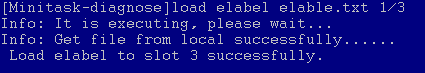 [Minitask-diagnose]load elabel elable.txt 1/3
Info: It is executing, please wait...
Info: Get file from local successfully......
Load elabel to slot 3 successfully.